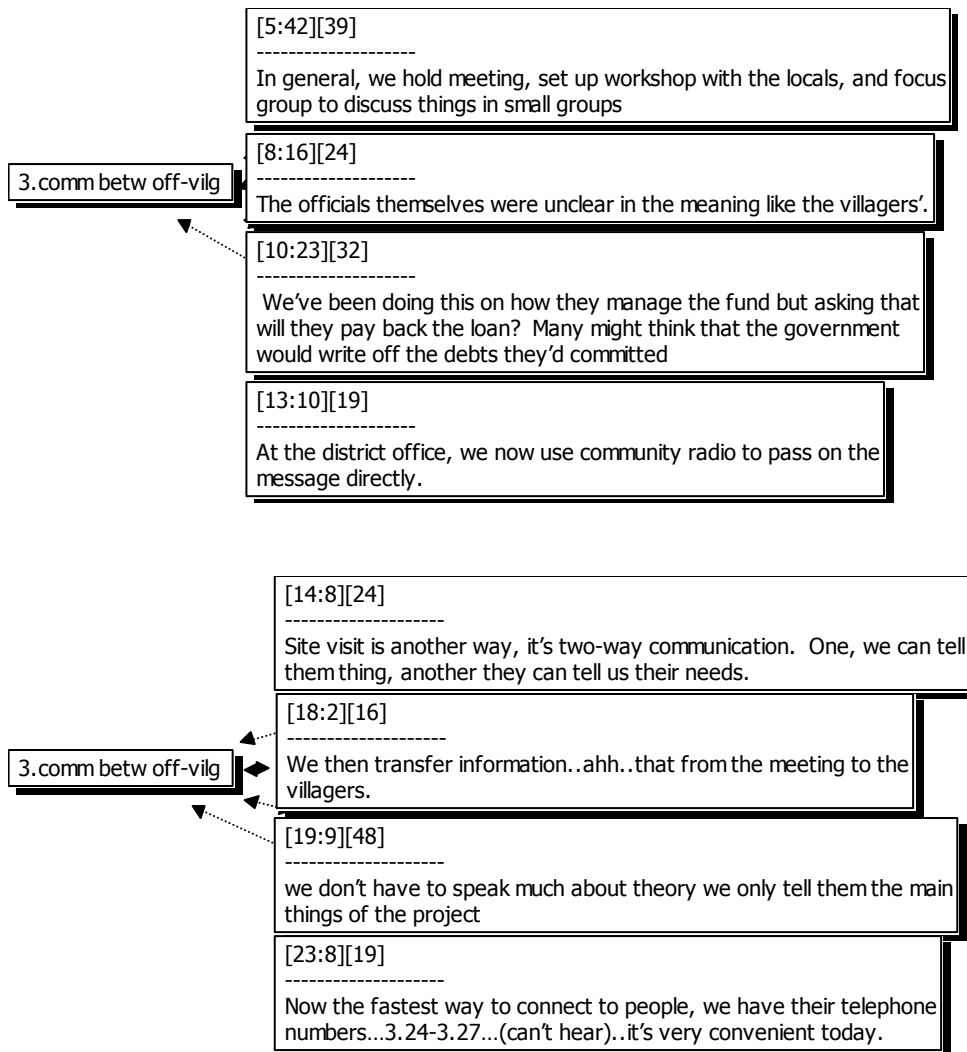 [5:42][39]
--------------------
In general, we hold meeting, set up workshop with the locals, and focus
group to discuss things in small groups
3.comm betw off-vilg
[8:16][24]
--------------------
The officials themselves were unclear in the meaning like the villagers’.
[10:23][32]
--------------------
We’ve been doing this on how they manage the fund but asking that
will they pay back the loan? Many might think that the government
would write off the debts they’d committed
[13:10][19]
--------------------
At the district office, we now use community radio to pass on the
message directly.
[14:8][24]
--------------------
Site visit is another way, it’s two-way communication. One, we can tell
them thing, another they can tell us their needs.
3.comm betw off-vilg
[18:2][16]
--------------------
We then transfer information..ahh..that from the meeting to the
villagers.
[19:9][48]
--------------------
we don’t have to speak much about theory we only tell them the main
things of the project
[23:8][19]
--------------------
Now the fastest way to connect to people, we have their telephone
numbers…3.24-3.27…(can’t hear)..it’s very convenient today.